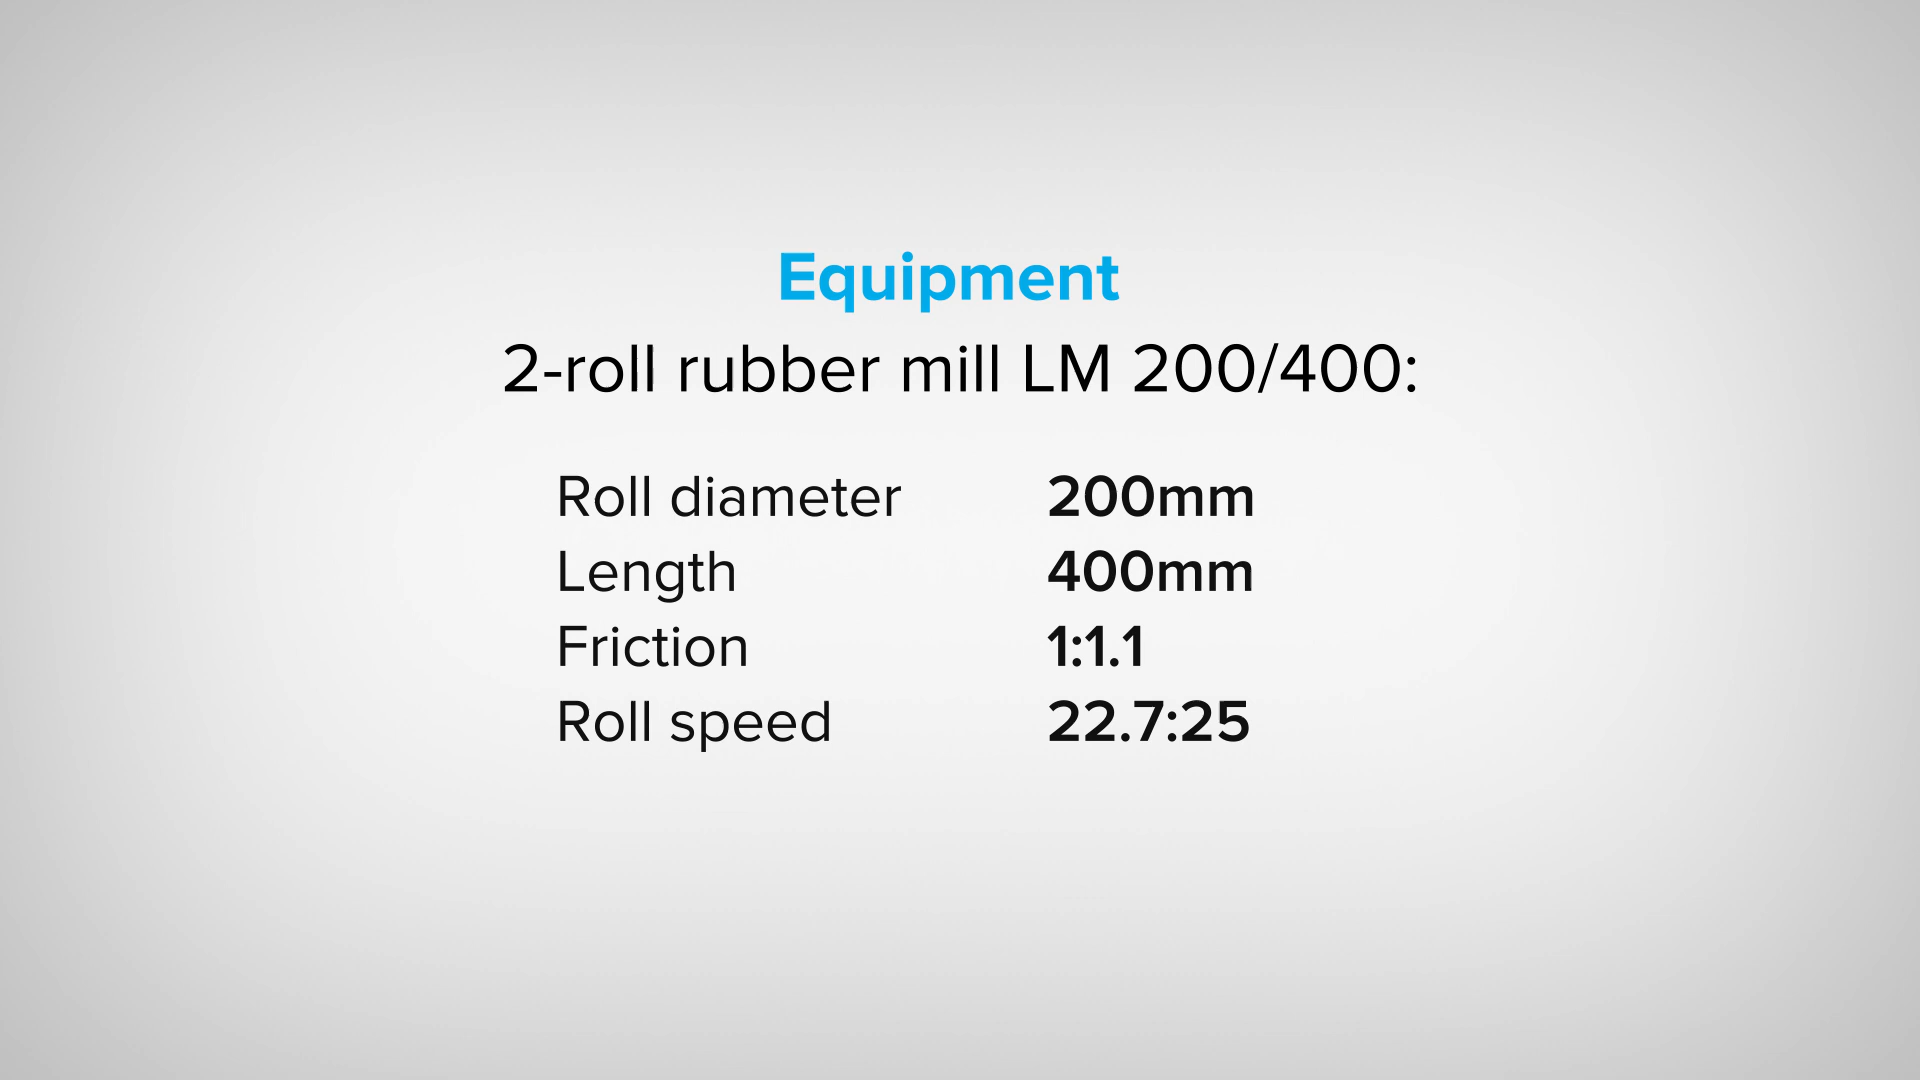 Equipment
2-roll rubber mill LM 200/400:
Roll diameter 200mm
Length 400mm
Friction 1:1.1
Roll speed 22.7:25